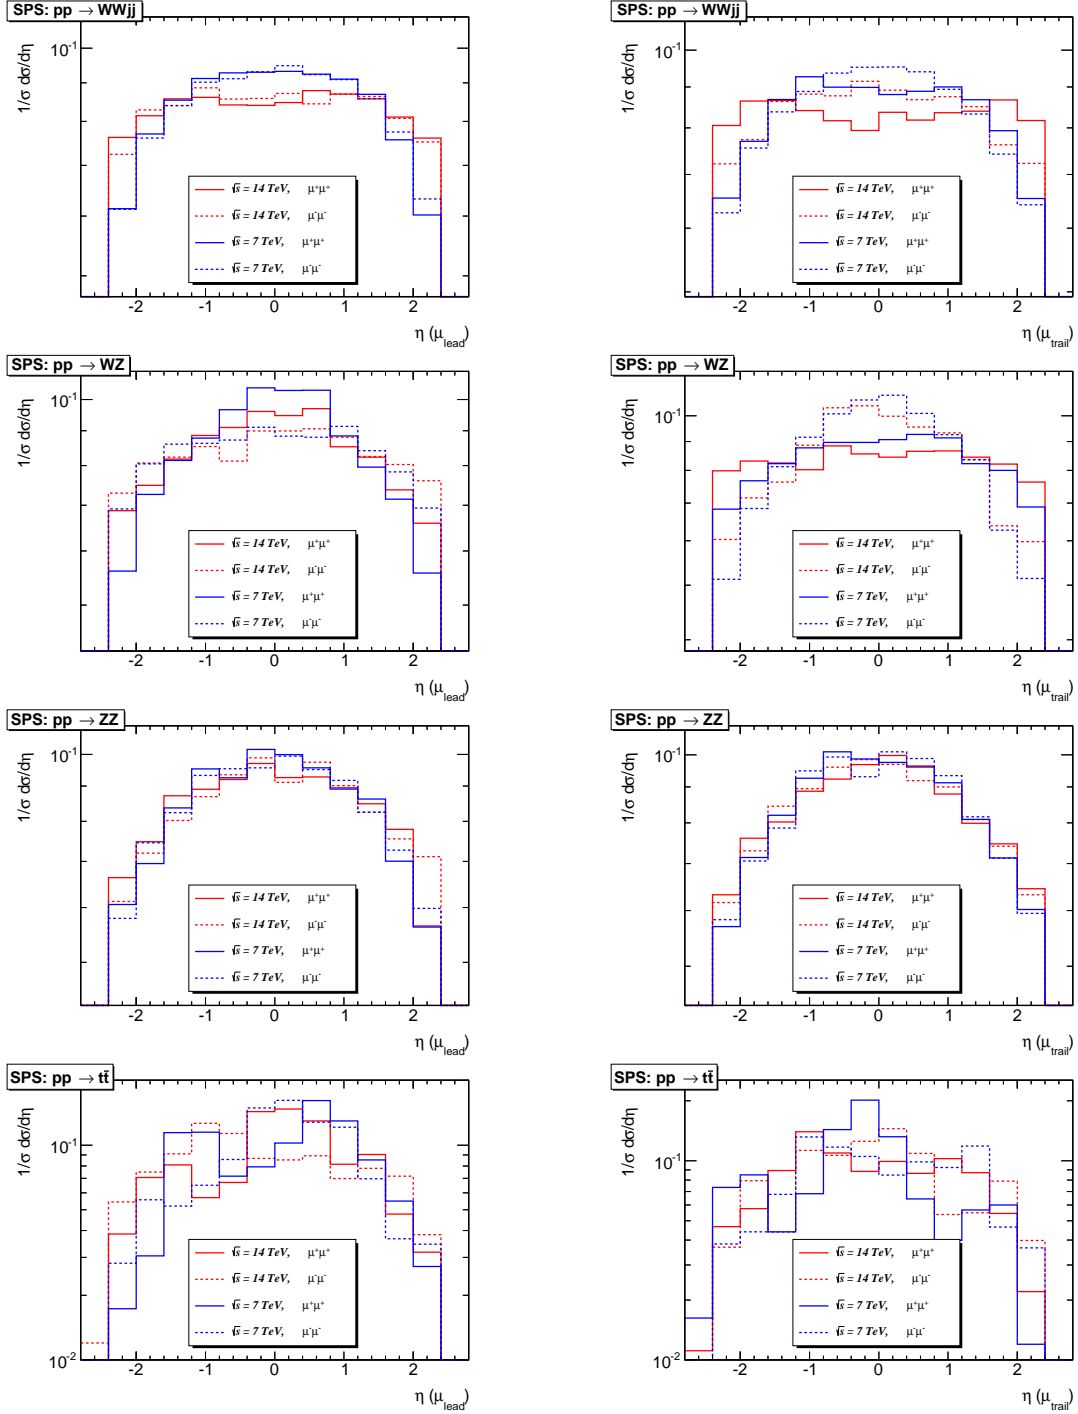 SPS: pp → WWjj
1/σ dσ/dη
10⁻¹
√s = 14 TeV, μ⁺μ⁺
√s = 14 TeV, μ⁻μ⁻
√s = 7 TeV, μ⁺μ⁺
√s = 7 TeV, μ⁻μ⁻
-2 -1 0 1 2
η (μ_lead)
SPS: pp → WWjj
1/σ dσ/dη
10⁻¹
√s = 14 TeV, μ⁺μ⁺
√s = 14 TeV, μ⁻μ⁻
√s = 7 TeV, μ⁺μ⁺
√s = 7 TeV, μ⁻μ⁻
-2 -1 0 1 2
η (μ_trail)
SPS: pp → WZ
1/σ dσ/dη
10⁻¹
√s = 14 TeV, μ⁺μ⁺
√s = 14 TeV, μ⁻μ⁻
√s = 7 TeV, μ⁺μ⁺
√s = 7 TeV, μ⁻μ⁻
-2 -1 0 1 2
η (μ_lead)
SPS: pp → WZ
1/σ dσ/dη
10⁻¹
√s = 14 TeV, μ⁺μ⁺
√s = 14 TeV, μ⁻μ⁻
√s = 7 TeV, μ⁺μ⁺
√s = 7 TeV, μ⁻μ⁻
-2 -1 0 1 2
η (μ_trail)
SPS: pp → ZZ
1/σ dσ/dη
10⁻¹
√s = 14 TeV, μ⁺μ⁺
√s = 14 TeV, μ⁻μ⁻
√s = 7 TeV, μ⁺μ⁺
√s = 7 TeV, μ⁻μ⁻
-2 -1 0 1 2
η (μ_lead)
SPS: pp → ZZ
1/σ dσ/dη
10⁻¹
√s = 14 TeV, μ⁺μ⁺
√s = 14 TeV, μ⁻μ⁻
√s = 7 TeV, μ⁺μ⁺
√s = 7 TeV, μ⁻μ⁻
-2 -1 0 1 2
η (μ_trail)
SPS: pp → tt̄
1/σ dσ/dη
10⁻¹
√s = 14 TeV, μ⁺μ⁺
√s = 14 TeV, μ⁻μ⁻
√s = 7 TeV, μ⁺μ⁺
√s = 7 TeV, μ⁻μ⁻
10⁻²
-2 -1 0 1 2
η (μ_lead)
SPS: pp → tt̄
1/σ dσ/dη
10⁻¹
√s = 14 TeV, μ⁺μ⁺
√s = 14 TeV, μ⁻μ⁻
√s = 7 TeV, μ⁺μ⁺
√s = 7 TeV, μ⁻μ⁻
10⁻²
-2 -1 0 1 2
η (μ_trail)